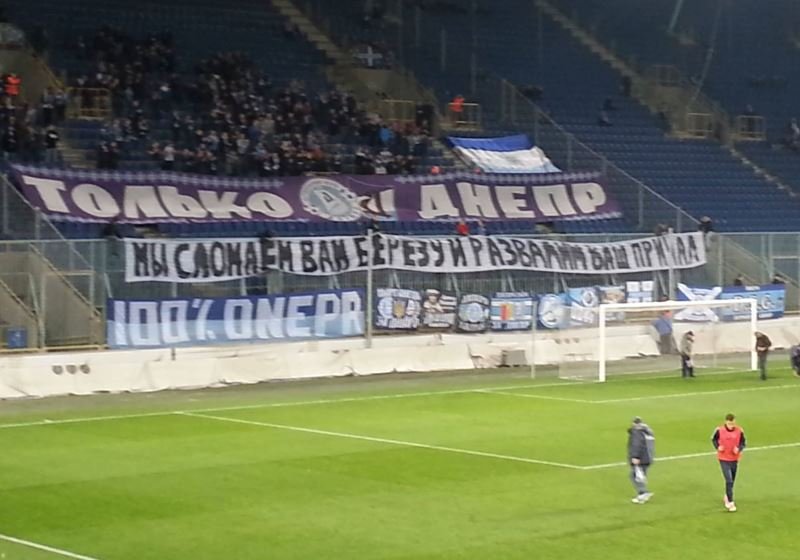 ТОЛЬКО ДНЕПР
МЫ СЛОМАЕМ ВАМ БЕРЕЗУ И РАЗВАЛИМ ВАШ ПРИЧАЛ
100% DNEPR